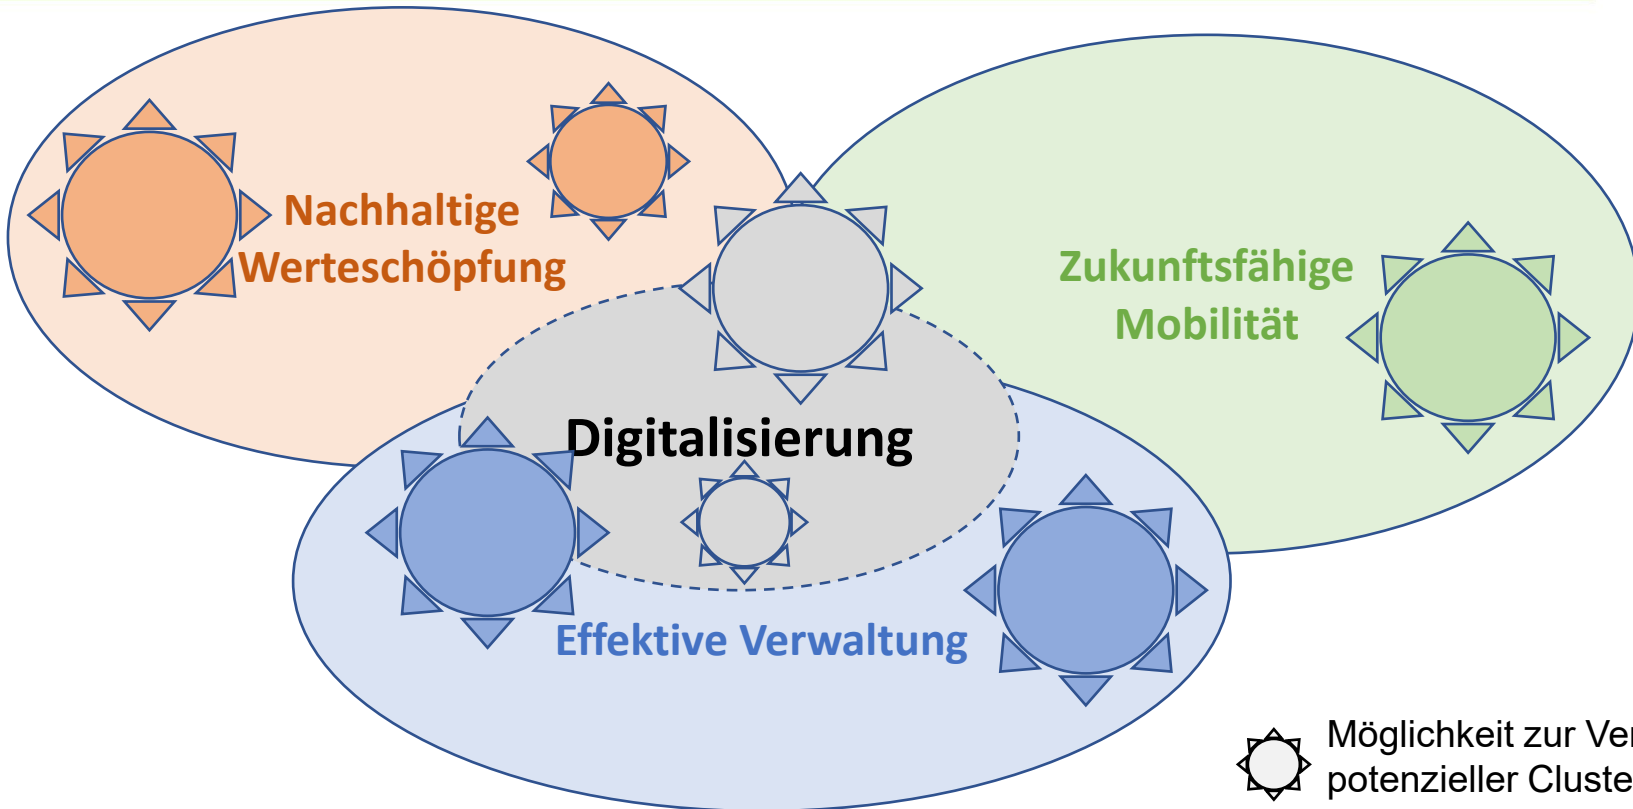 Nachhaltige
Werteschöpfung
Zukunftsfähige
Mobilität
Digitalisierung
Effektive Verwaltung
Möglichkeit zur
potenzieller